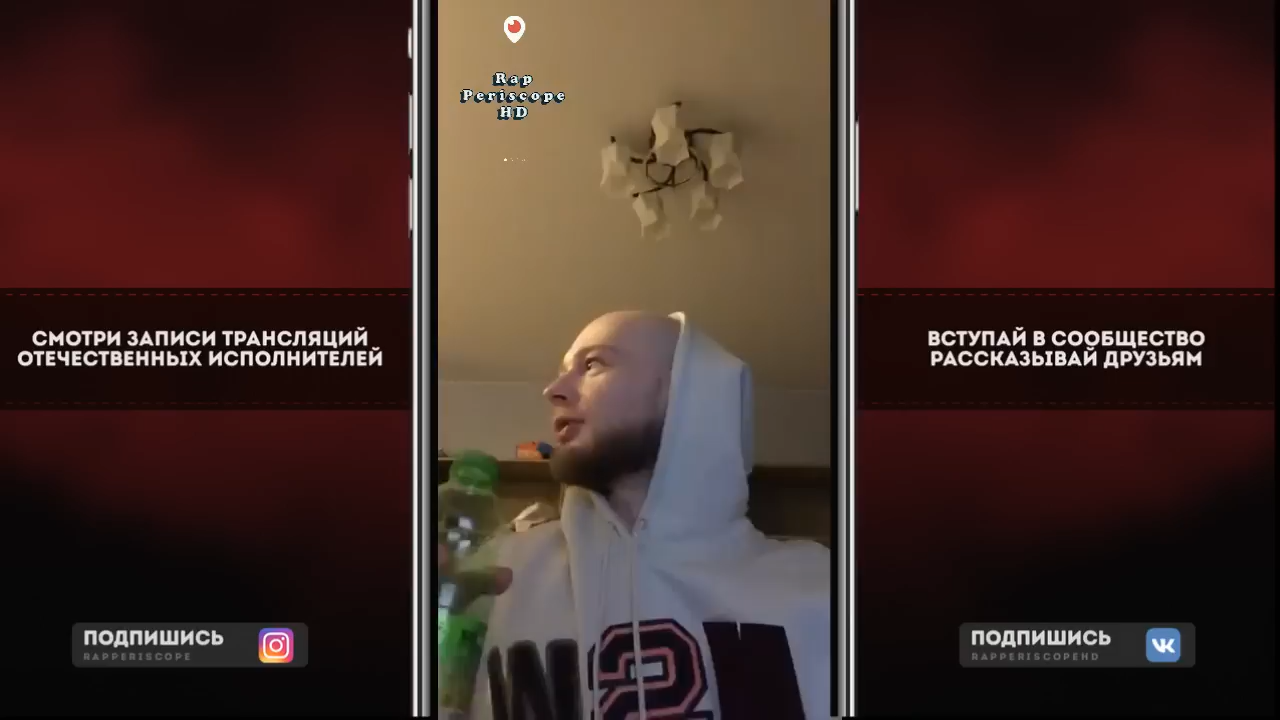 Rap
Periscope
HD
СМОТРИ ЗАПИСИ ТРАНСЛЯЦИЙ
ОТЕЧЕСТВЕННЫХ ИСПОЛНИТЕЛЕЙ
ВСТУПАЙ В СООБЩЕСТВО
РАССКАЗЫВАЙ ДРУЗЬЯМ
ПОДПИШИСЬ
RAPPERISCOPE
ПОДПИШИСЬ
RAPPERISCOPEHD